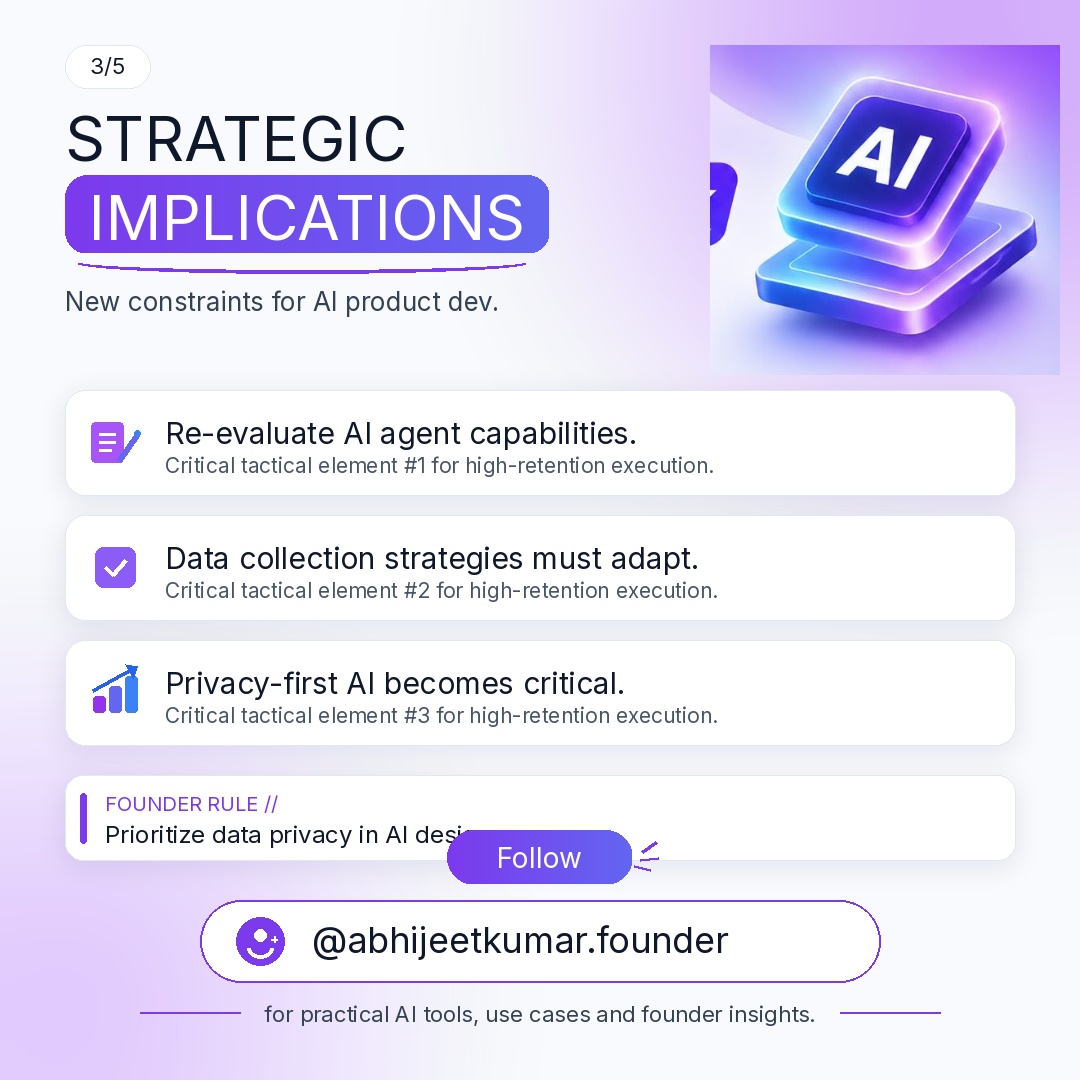 3/5
STRATEGIC
IMPLICATIONS
New constraints for AI product dev.
AI
Re-evaluate AI agent capabilities.
Critical tactical element #1 for high-retention execution.
Data collection strategies must adapt.
Critical tactical element #2 for high-retention execution.
Privacy-first AI becomes critical.
Critical tactical element #3 for high-retention execution.
FOUNDER RULE //
Prioritize data privacy in AI
Follow
@abhijeetkumar.founder
for practical AI tools, use cases and founder insights.